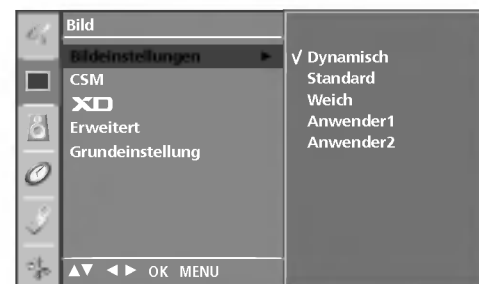 Bild
Bildeinstellungen ►
CSM
XD
Erweitert
Grundeinstellung
▲▼ ◄► OK MENU
√ Dynamisch
Standard
Weich
Anwender1
Anwender2